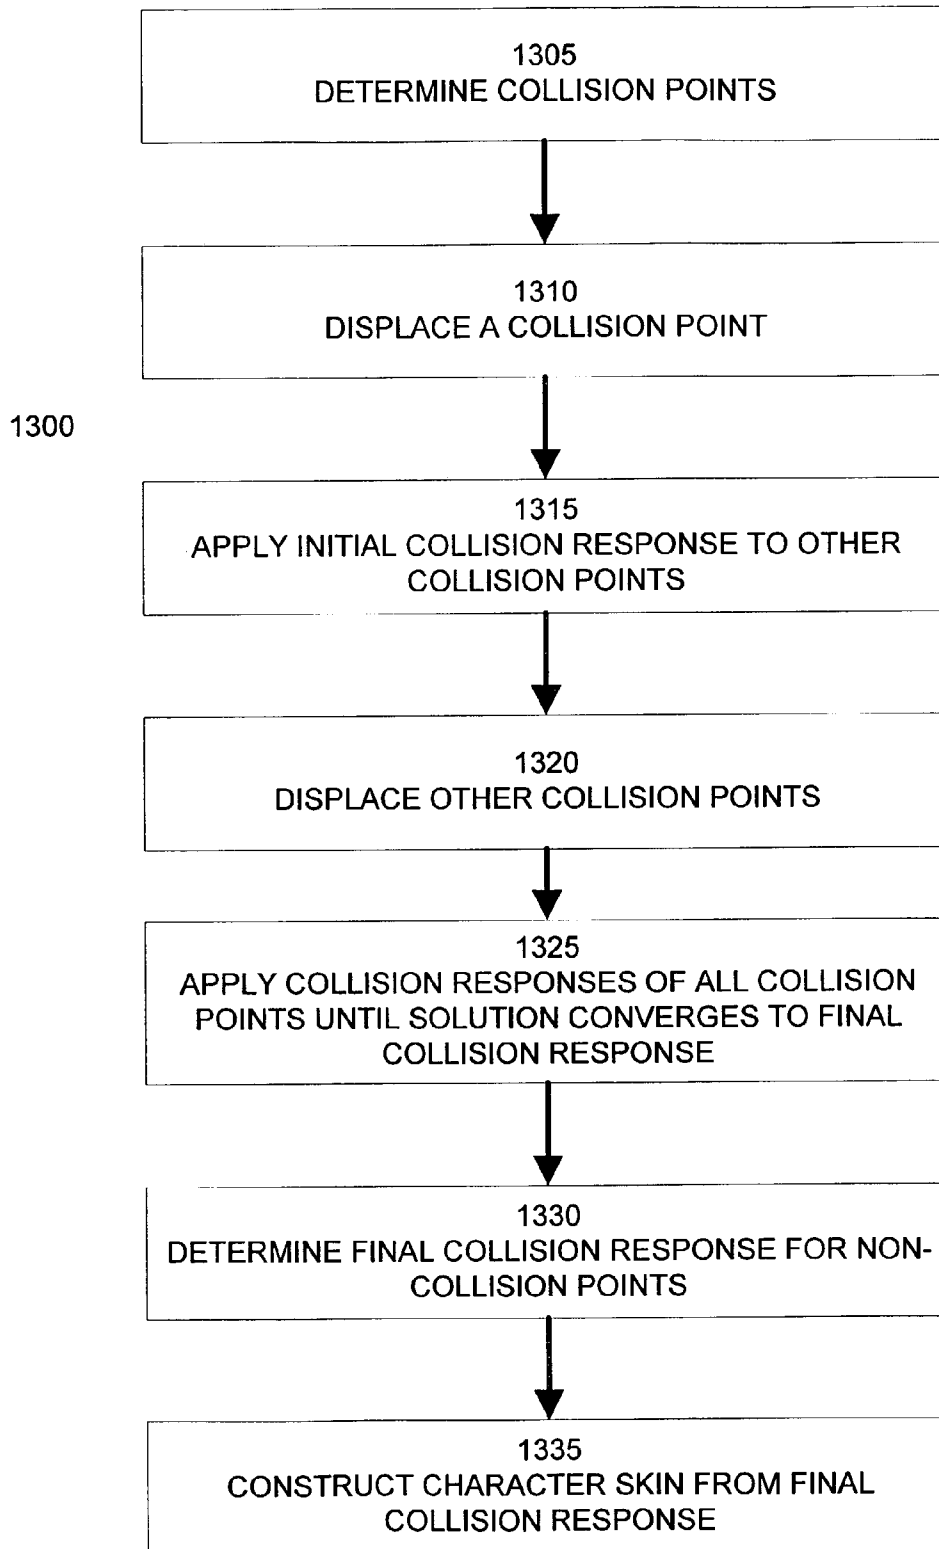 1305
DETERMINE COLLISION POINTS
1310
DISPLACE A COLLISION POINT
1300
1315
APPLY INITIAL COLLISION RESPONSE TO OTHER
COLLISION POINTS
1320
DISPLACE OTHER COLLISION POINTS
1325
APPLY COLLISION RESPONSES OF ALL COLLISION
POINTS UNTIL SOLUTION CONVERGES TO FINAL
COLLISION RESPONSE
1330
DETERMINE FINAL COLLISION RESPONSE FOR NON-
COLLISION POINTS
1335
CONSTRUCT CHARACTER SKIN FROM FINAL
COLLISION RESPONSE